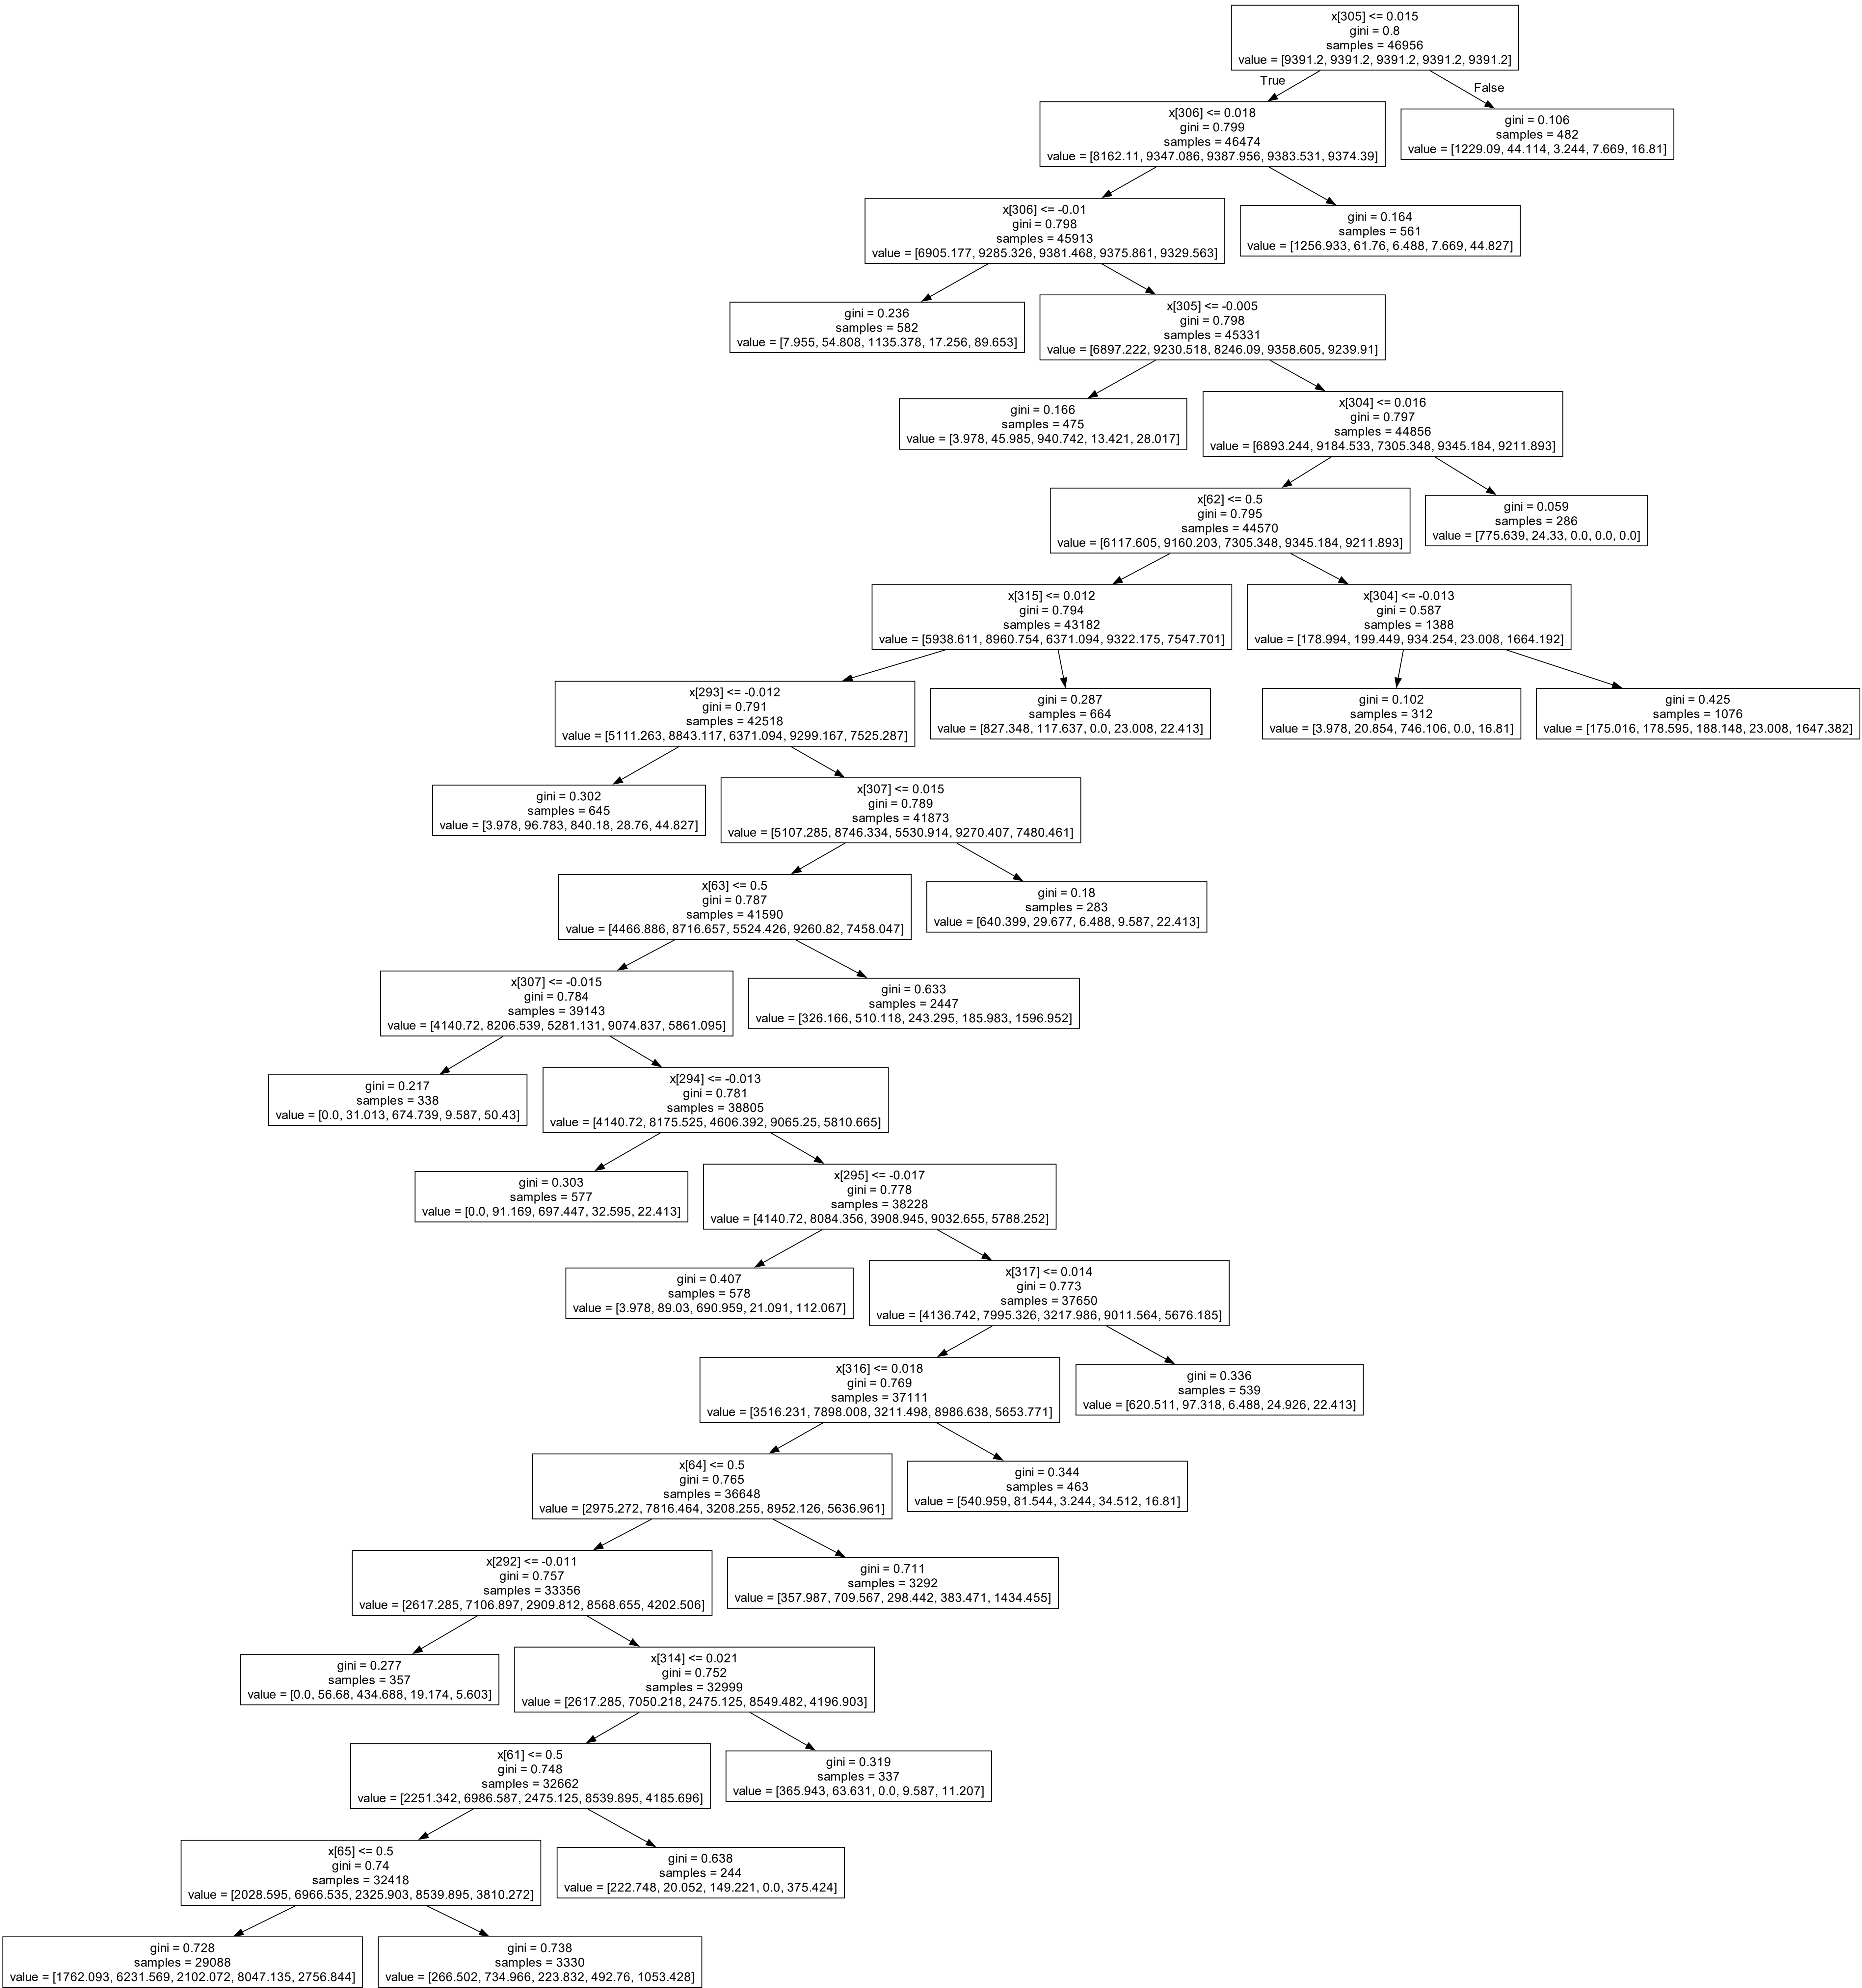 x[305] <= 0.015
gini = 0.8
samples = 46956
value = [9391.2, 9391.2, 9391.2, 9391.2, 9391.2]
True
False
x[306] <= 0.018
gini = 0.799
samples = 46474
value = [8162.11, 9347.086, 9387.956, 9383.531, 9374.39]
gini = 0.106
samples = 482
value = [1229.09, 44.114, 3.244, 7.669, 16.81]
x[306] <= -0.01
gini = 0.798
samples = 45913
value = [6905.177, 9285.326, 9381.468, 9375.861, 9329.563]
gini = 0.164
samples = 561
value = [1256.933, 61.76, 6.488, 7.669, 44.827]
gini = 0.236
samples = 582
value = [7.955, 54.808, 1135.378, 17.256, 89.653]
x[305] <= -0.005
gini = 0.798
samples = 45331
value = [6897.222, 9230.518, 8246.09, 9358.605, 9239.91]
gini = 0.166
samples = 475
value = [3.978, 45.985, 940.742, 13.421, 28.017]
x[304] <= 0.016
gini = 0.797
samples = 44856
value = [6893.244, 9184.533, 7305.348, 9345.184, 9211.893]
x[62] <= 0.5
gini = 0.795
samples = 44570
value = [6117.605, 9160.203, 7305.348, 9345.184, 9211.893]
gini = 0.059
samples = 286
value = [775.639, 24.33, 0.0, 0.0, 0.0]
x[315] <= 0.012
gini = 0.794
samples = 43182
value = [5938.611, 8960.754, 6371.094, 9322.175, 7547.701]
x[304] <= -0.013
gini = 0.587
samples = 1388
value = [178.994, 199.449, 934.254, 23.008, 1664.192]
x[293] <= -0.012
gini = 0.791
samples = 42518
value = [5111.263, 8843.117, 6371.094, 9299.167, 7525.287]
gini = 0.287
samples = 664
value = [827.348, 117.637, 0.0, 23.008, 22.413]
gini = 0.102
samples = 312
value = [3.978, 20.854, 746.106, 0.0, 16.81]
gini = 0.425
samples = 1076
value = [175.016, 178.595, 188.148, 23.008, 1647.382]
gini = 0.302
samples = 645
value = [3.978, 96.783, 840.18, 28.76, 44.827]
x[307] <= 0.015
gini = 0.789
samples = 41873
value = [5107.285, 8746.334, 5530.914, 9270.407, 7480.461]
x[63] <= 0.5
gini = 0.787
samples = 41590
value = [4466.886, 8716.657, 5524.426, 9260.82, 7458.047]
gini = 0.18
samples = 283
value = [640.399, 29.677, 6.488, 9.587, 22.413]
x[307] <= -0.015
gini = 0.784
samples = 39143
value = [4140.72, 8206.539, 5281.131, 9074.837, 5861.095]
gini = 0.633
samples = 2447
value = [326.166, 510.118, 243.295, 185.983, 1596.952]
gini = 0.217
samples = 338
value = [0.0, 31.013, 674.739, 9.587, 50.43]
x[294] <= -0.013
gini = 0.781
samples = 38805
value = [4140.72, 8175.525, 4606.392, 9065.25, 5810.665]
gini = 0.303
samples = 577
value = [0.0, 91.169, 697.447, 32.595, 22.413]
x[295] <= -0.017
gini = 0.778
samples = 38228
value = [4140.72, 8084.356, 3908.945, 9032.655, 5788.252]
gini = 0.407
samples = 578
value = [3.978, 89.03, 690.959, 21.091, 112.067]
x[317] <= 0.014
gini = 0.773
samples = 37650
value = [4136.742, 7995.326, 3217.986, 9011.564, 5676.185]
x[316] <= 0.018
gini = 0.769
samples = 37111
value = [3516.231, 7898.008, 3211.498, 8986.638, 5653.771]
gini = 0.336
samples = 539
value = [620.511, 97.318, 6.488, 24.926, 22.413]
x[64] <= 0.5
gini = 0.765
samples = 36648
value = [2975.272, 7816.464, 3208.255, 8952.126, 5636.961]
gini = 0.344
samples = 463
value = [540.959, 81.544, 3.244, 34.512, 16.81]
x[292] <= -0.011
gini = 0.757
samples = 33356
value = [2617.285, 7106.897, 2909.812, 8568.655, 4202.506]
gini = 0.711
samples = 3292
value = [357.987, 709.567, 298.442, 383.471, 1434.455]
gini = 0.277
samples = 357
value = [0.0, 56.68, 434.688, 19.174, 5.603]
x[314] <= 0.021
gini = 0.752
samples = 32999
value = [2617.285, 7050.218, 2475.125, 8549.482, 4196.903]
x[61] <= 0.5
gini = 0.748
samples = 32662
value = [2251.342, 6986.587, 2475.125, 8539.895, 4185.696]
gini = 0.319
samples = 337
value = [365.943, 63.631, 0.0, 9.587, 11.207]
x[65] <= 0.5
gini = 0.74
samples = 32418
value = [2028.595, 6966.535, 2325.903, 8539.895, 3810.272]
gini = 0.638
samples = 244
value = [222.748, 20.052, 149.221, 0.0, 375.424]
gini = 0.728
samples = 29088
value = [1762.093, 6231.569, 2102.072, 8047.135, 2756.844]
gini = 0.738
samples = 3330
value = [266.502, 734.966, 223.832, 492.76, 1053.428]